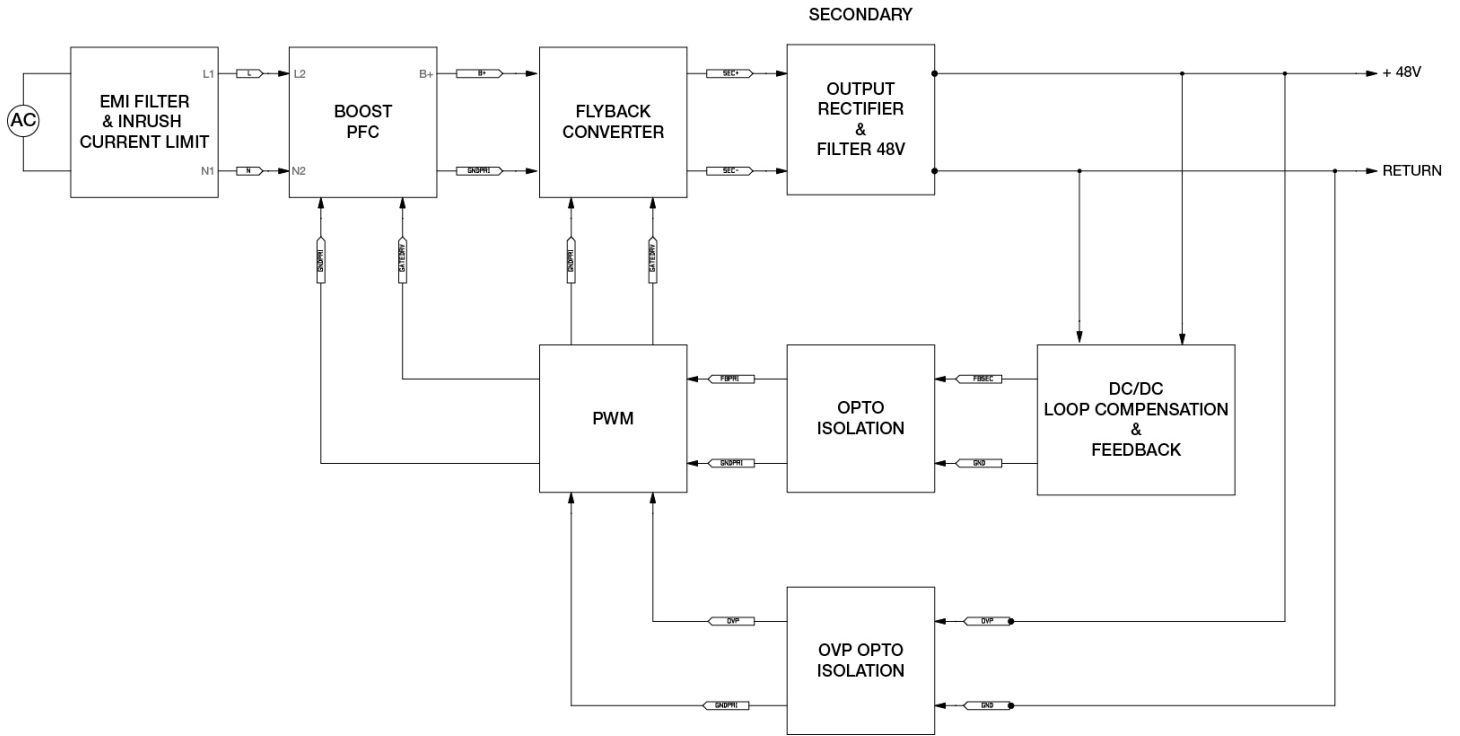 SECONDARY
AC
EMI FILTER
& INRUSH
CURRENT LIMIT
L1
N1
L
N
L2
N2
B+
BOOST
PFC
B+
GNDPRI
FLYBACK
CONVERTER
SEC+
SEC-
OUTPUT
RECTIFIER
&
FILTER 48V
+ 48V
RETURN
GNDPRI
GATEDRV
GNDPRI
GATEDRV
PWM
FBPRI
GNDPRI
OPTO
ISOLATION
FBSEC
GND
DC/DC
LOOP COMPENSATION
&
FEEDBACK
OVP
GNDPRI
OVP OPTO
ISOLATION
OVP
GND